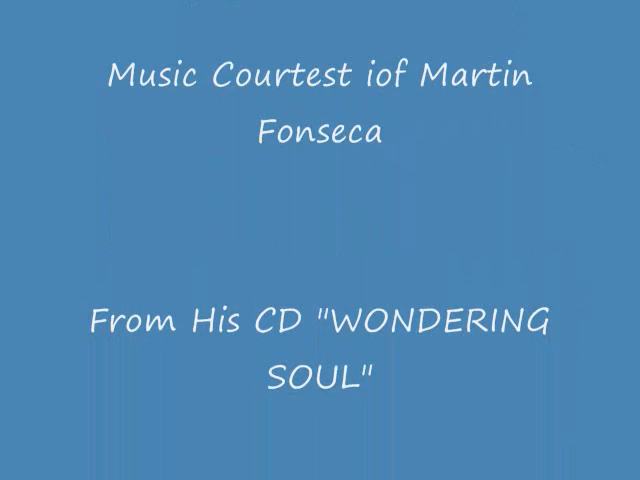 Music Courtest iof Martin
Fonseca
From His CD "WONDERING
SOUL"